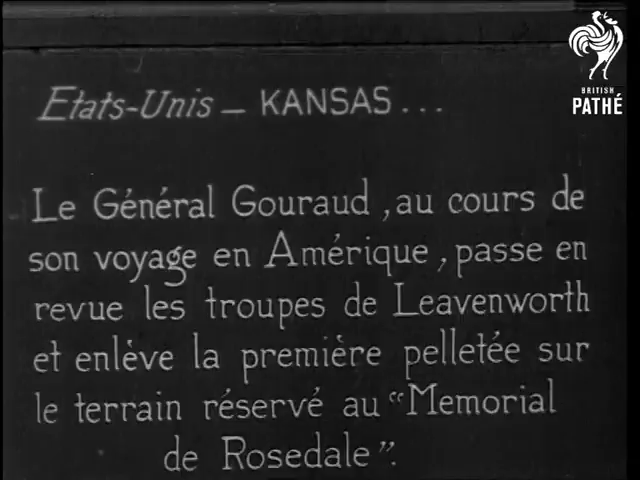 BRITISH
PATHÉ
Etats-Unis _ KANSAS ...
Le Général Gouraud, au cours de
son voyage en Amérique, passe en
revue les troupes de Leavenworth
et enlève la première pelletée sur
le terrain réservé au “Memorial
de Rosedale”.